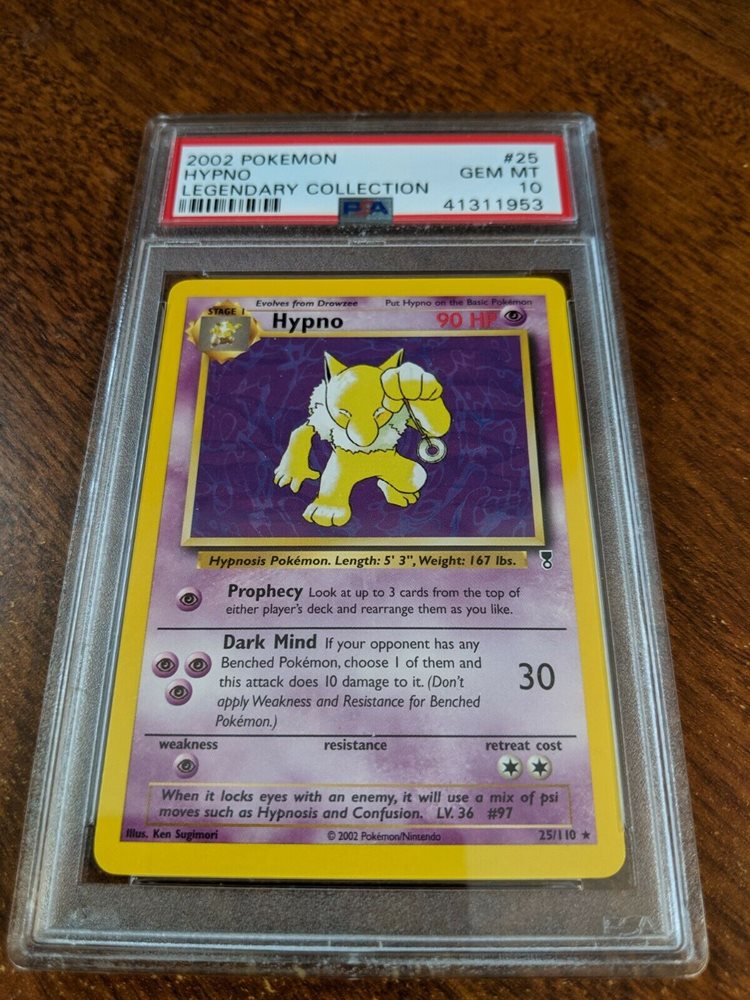 2002 POKEMON #25
HYPNO GEM MT
LEGENDARY COLLECTION 10
PSA 41311953
STAGE 1 Evolves from Drowzee Put Hypno on the Basic Pokémon
Hypno 90 HP
Hypnosis Pokémon. Length: 5' 3", Weight: 167 lbs.
Prophecy Look at up to 3 cards from the top of
either player's deck and rearrange them as you like.
Dark Mind If your opponent has any
Benched Pokémon, choose 1 of them and
this attack does 10 damage to it. (Don't 30
apply Weakness and Resistance for Benched
Pokémon.)
weakness resistance retreat cost
When it locks eyes with an enemy, it will use a mix of psi
moves such as Hypnosis and Confusion. LV. 36 #97
Illus. Ken Sugimori © 2002 Pokémon/Nintendo 25/110 ★
PSA